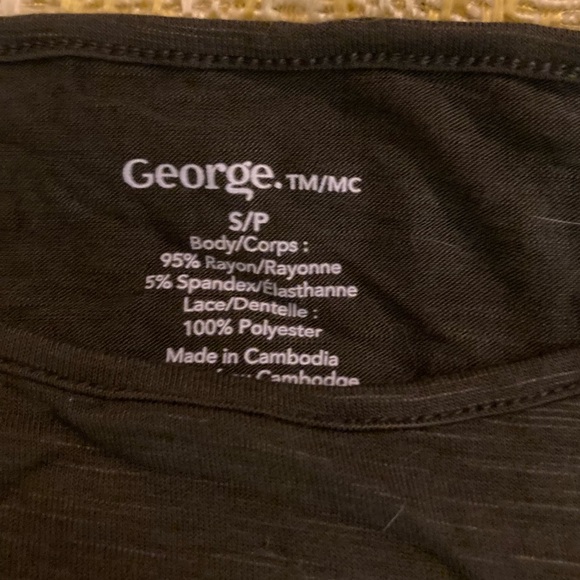 George.TM/MC
S/P
Body/Corps :
95% Rayon/Rayonne
5% Spandex/Élasthanne
Lace/Dentelle :
100% Polyester
Made in Cambodia
Cambodge